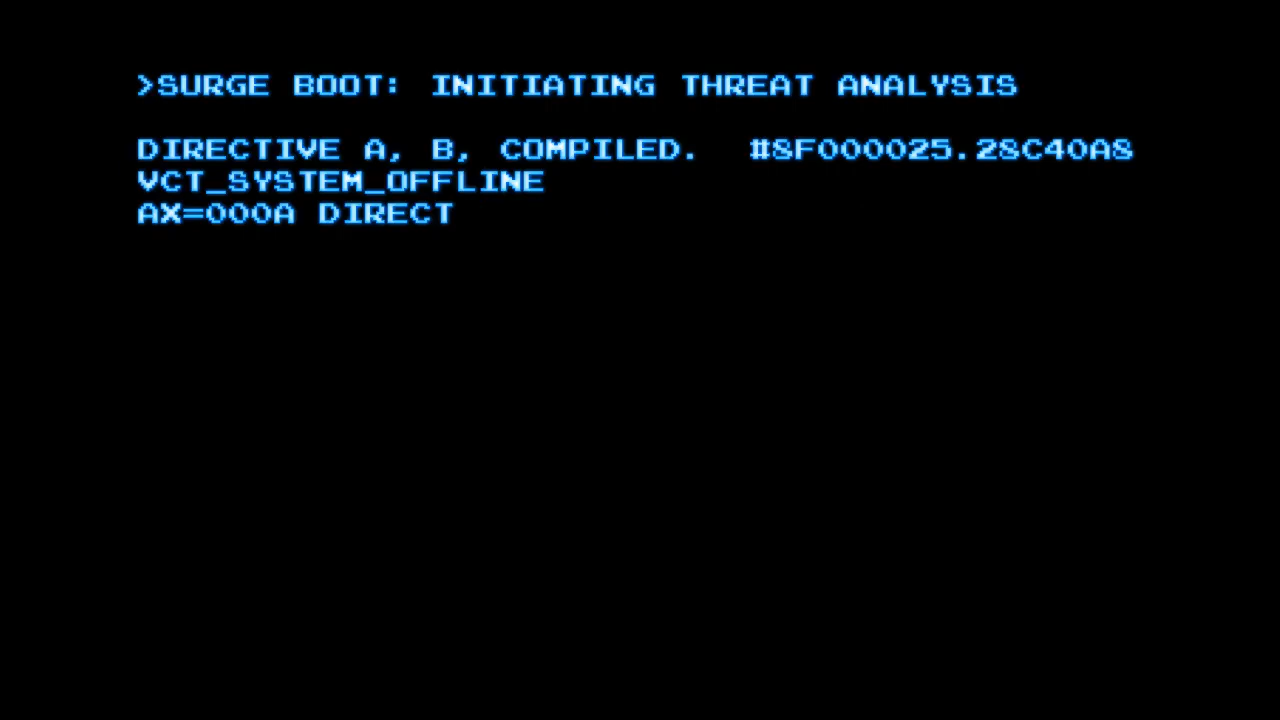 >SURGE BOOT: INITIATING THREAT ANALYSIS
DIRECTIVE A, B, COMPILED. #8F000025.28C40A8
VCT_SYSTEM_OFFLINE
AX=000A DIRECT